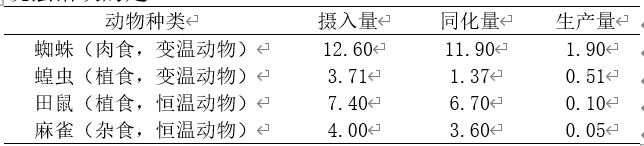 动物种类 摄入量 同化量 生产量
蜘蛛（肉食，变温动物） 12.60 11.90 1.90
蝗虫（植食，变温动物） 3.71 1.37 0.51
田鼠（植食，恒温动物） 7.40 6.70 0.10
麻雀（杂食，恒温动物） 4.00 3.60 0.05